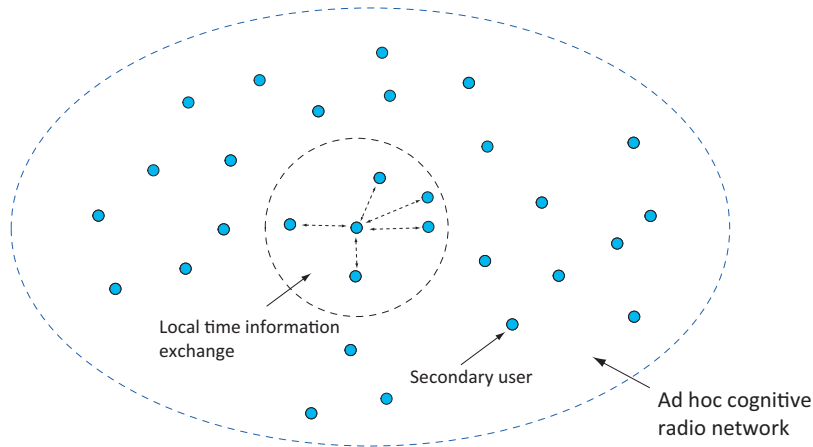 Local time information
exchange
Secondary user
Ad hoc cognitive
radio network